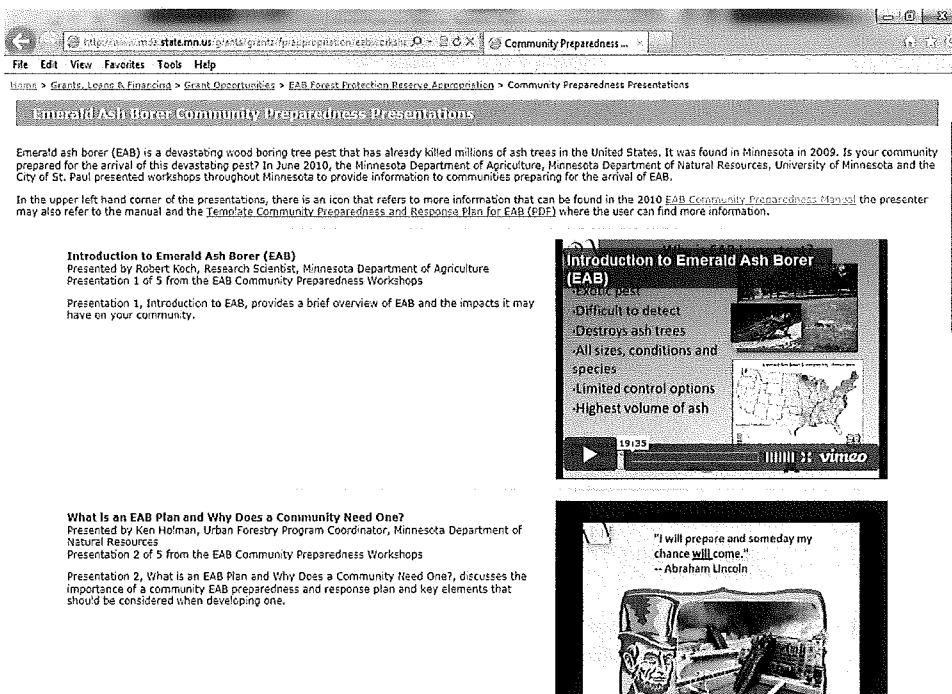 Community Preparedness ...
File Edit View Favorites Tools Help
Home > Grants, Loans & Financing > Grant Opportunities > EAB Forest Protection Reserve Appropriation > Community Preparedness Presentations
Emerald Ash Borer Community Preparedness Presentations
Emerald ash borer (EAB) is a devastating wood boring tree pest that has already killed millions of ash trees in the United States. It was found in Minnesota in 2009. Is your community
prepared for the arrival of this devastating pest? In June 2010, the Minnesota Department of Agriculture, Minnesota Department of Natural Resources, University of Minnesota and the
City of St. Paul presented workshops throughout Minnesota to provide information to communities preparing for the arrival of EAB.
In the upper left hand corner of the presentations, there is an icon that refers to more information that can be found in the 2010 EAB Community Preparedness Manual the presenter
may also refer to the manual and the Template Community Preparedness and Response Plan for EAB (PDF) where the user can find more information.
Introduction to Emerald Ash Borer (EAB)
Presented by Robert Koch, Research Scientist, Minnesota Department of Agriculture
Presentation 1 of 5 from the EAB Community Preparedness Workshops
Presentation 1, Introduction to EAB, provides a brief overview of EAB and the impacts it may
have on your community.
Introduction to Emerald Ash Borer
(EAB)
•Exotic pest
•Difficult to detect
•Destroys ash trees
•All sizes, conditions and
species
•Limited control options
•Highest volume of ash
19:35
vimeo
What Is an EAB Plan and Why Does a Community Need One?
Presented by Ken Holman, Urban Forestry Program Coordinator, Minnesota Department of
Natural Resources
Presentation 2 of 5 from the EAB Community Preparedness Workshops
Presentation 2, What is an EAB Plan and Why Does a Community Need One?, discusses the
importance of a community EAB preparedness and response plan and key elements that
should be considered when developing one.
"I will prepare and someday my
chance will come."
-- Abraham Lincoln